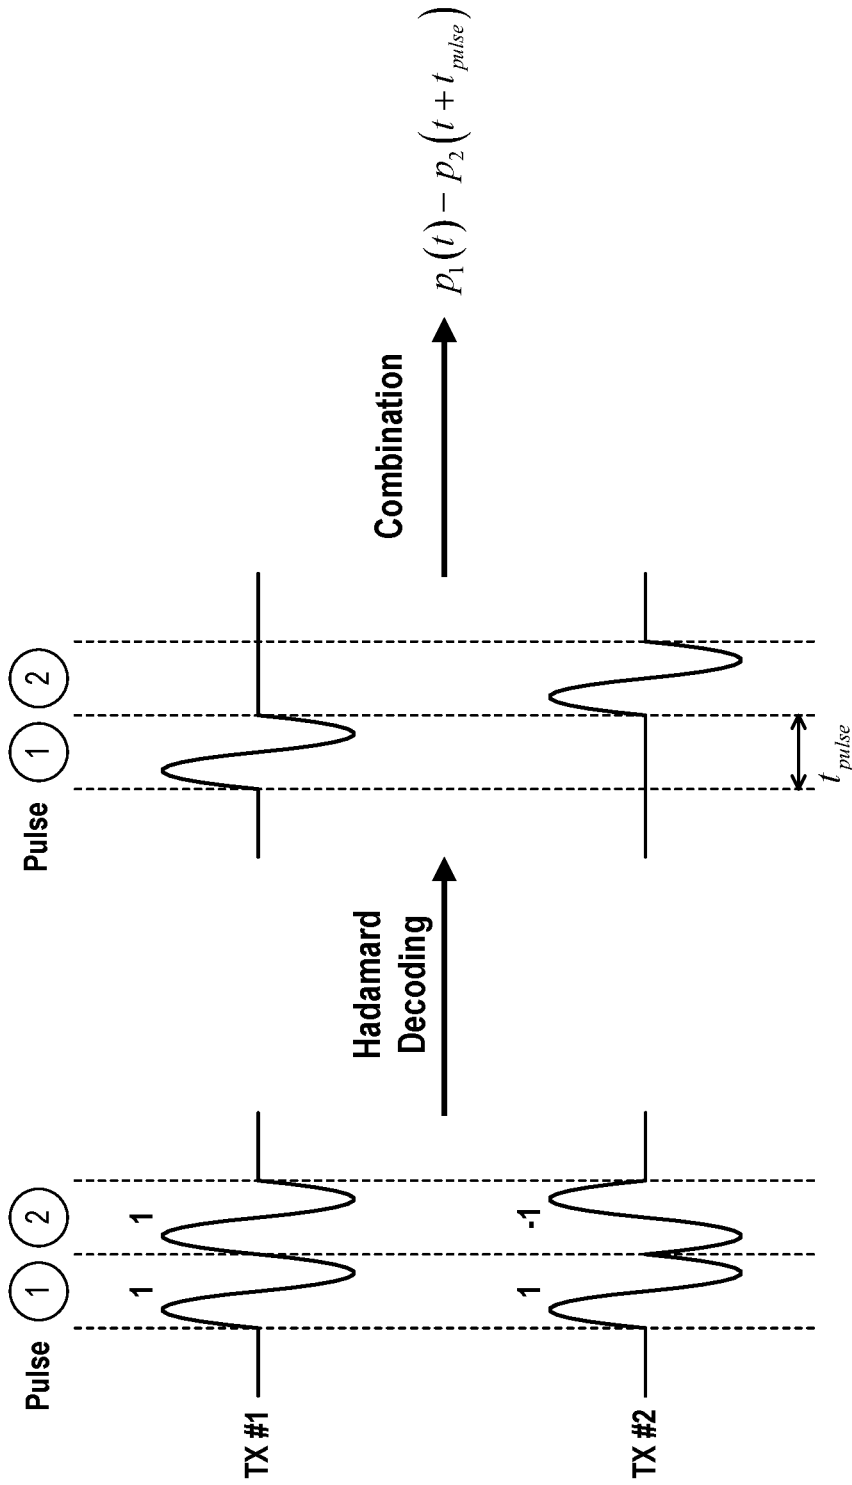 Pulse 1 2
1 1
TX #1
1 -1
TX #2
Hadamard
Decoding
Pulse 1 2
t_pulse
Combination
p₁(t) − p₂(t + t_pulse)